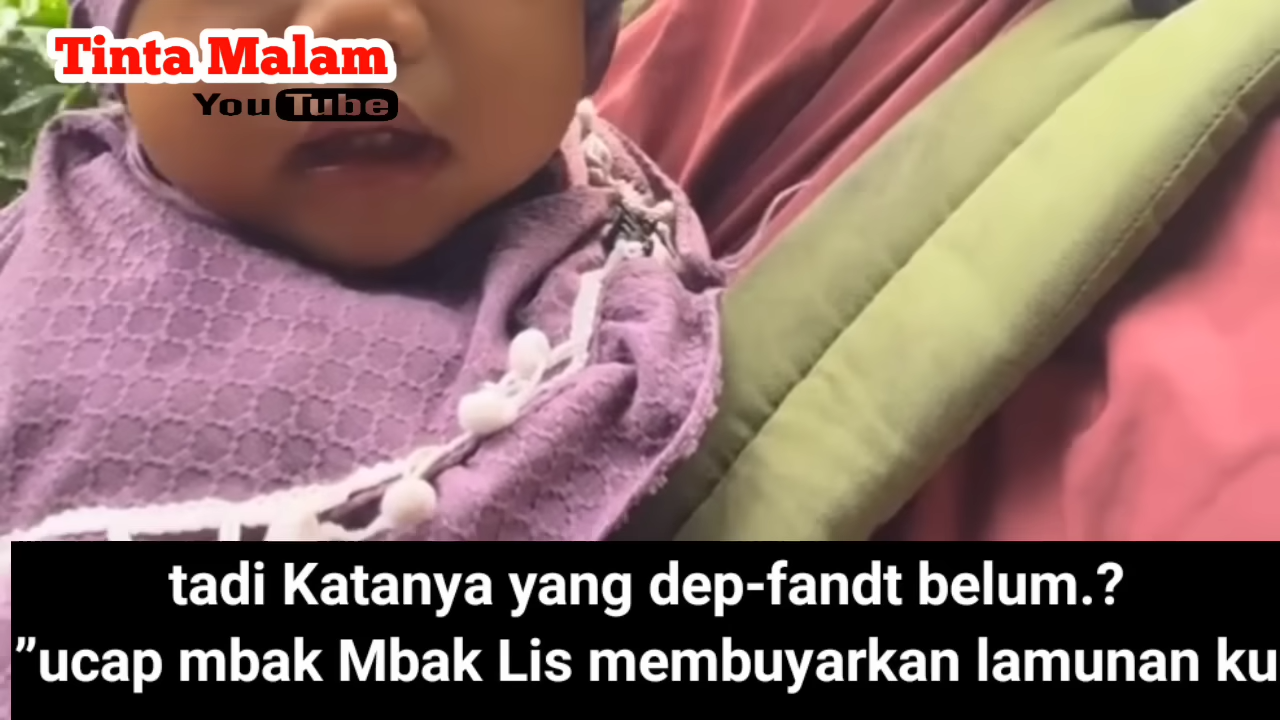 Tinta Malam
YouTube
tadi Katanya yang dep-fandt belum.?
”ucap mbak Mbak Lis membuyarkan lamunan ku